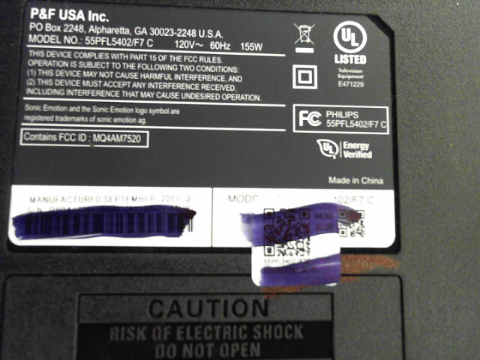 P&F USA Inc.
PO Box 2248, Alpharetta, GA 30023-2248 U.S.A.
MODEL NO.: 55PFL5402/F7 C 120V~ 60Hz 155W
THIS DEVICE COMPLIES WITH PART 15 OF THE FCC RULES.
OPERATION IS SUBJECT TO THE FOLLOWING TWO CONDITIONS:
(1) THIS DEVICE MAY NOT CAUSE HARMFUL INTERFERENCE, AND
(2) THIS DEVICE MUST ACCEPT ANY INTERFERENCE RECEIVED,
INCLUDING INTERFERENCE THAT MAY CAUSE UNDESIRED OPERATION.
Sonic Emotion and the Sonic Emotion logo symbol are
registered trademarks of sonic emotion ag.
Contains FCC ID : MQ4AM7520
UL
LISTED
Television
Equipment
E471229
FC PHILIPS
55PFL5402/F7 C
UL Energy
Verified
Made in China
MANUFACTURED SEPTEMBER
5402/F7 C
CAUTION
RISK OF ELECTRIC SHOCK
DO NOT OPEN